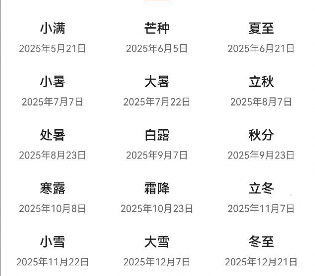 小满 芒种 夏至
2025年5月21日 2025年6月5日 2025年6月21日
小暑 大暑 立秋
2025年7月7日 2025年7月22日 2025年8月7日
处暑 白露 秋分
2025年8月23日 2025年9月7日 2025年9月23日
寒露 霜降 立冬
2025年10月8日 2025年10月23日 2025年11月7日
小雪 大雪 冬至
2025年11月22日 2025年12月7日 2025年12月21日